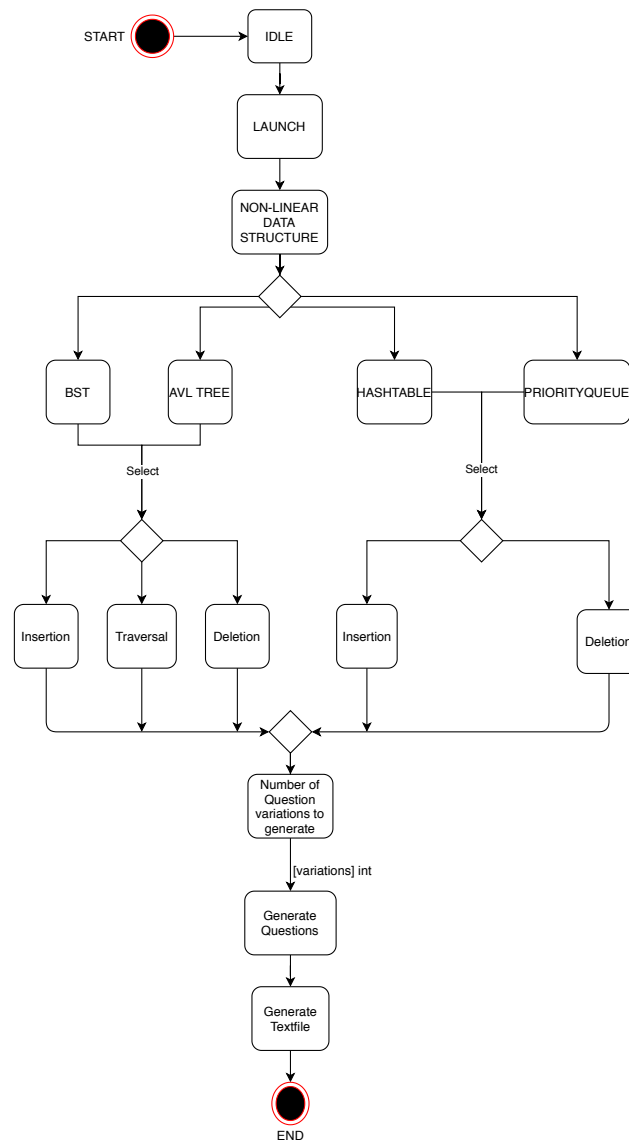 START
IDLE
LAUNCH
NON-LINEAR
DATA
STRUCTURE
BST
AVL TREE
HASHTABLE
PRIORITYQUEUE
Select
Select
Insertion
Traversal
Deletion
Insertion
Deletion
Number of
Question
variations to
generate
[variations] int
Generate
Questions
Generate
Textfile
END